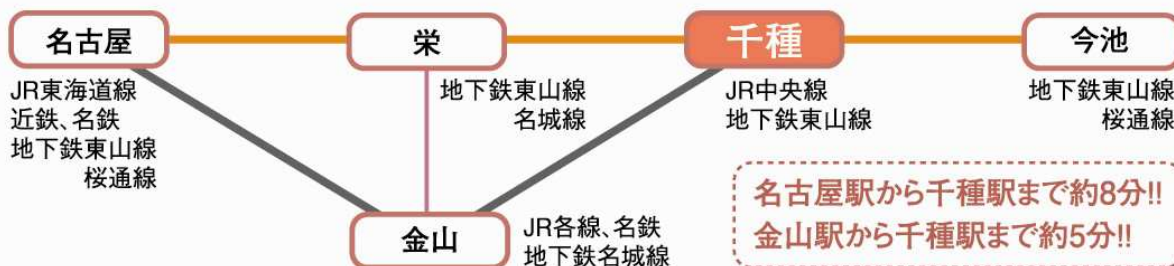 名古屋
栄
千種
今池
JR東海道線
近鉄、名鉄
地下鉄東山線
桜通線
地下鉄東山線
名城線
JR中央線
地下鉄東山線
地下鉄東山線
桜通線
金山
JR各線、名鉄
地下鉄名城線
名古屋駅から千種駅まで約8分!!
金山駅から千種駅まで約5分!!